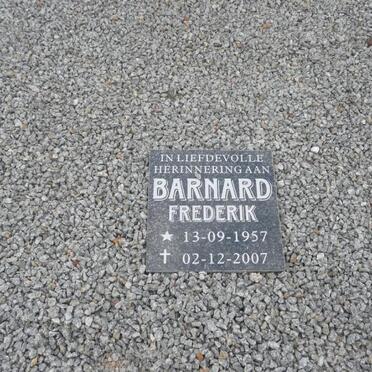 IN LIEFDEVOLLE
HERINNERING AAN
BARNARD
FREDERIK
★ 13-09-1957
✝ 02-12-2007